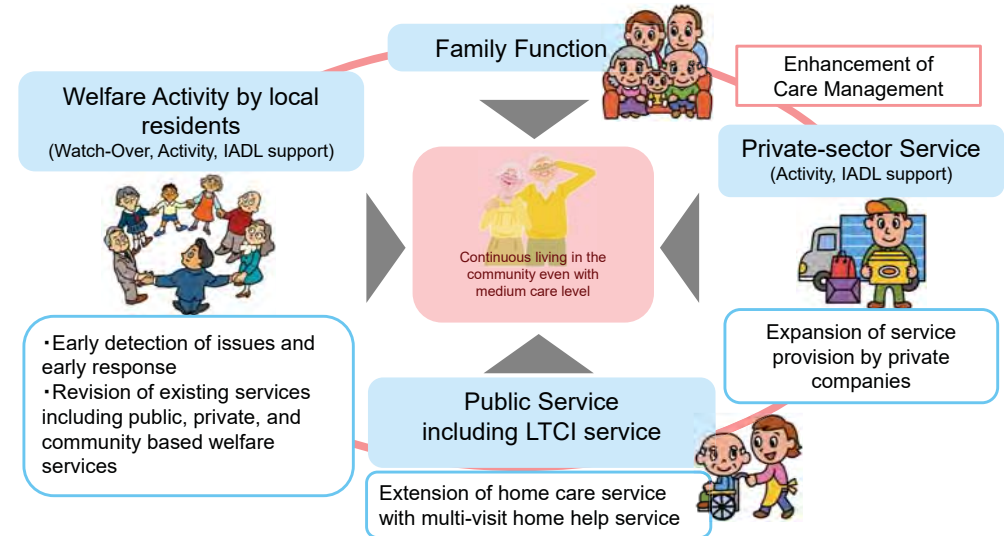 Family Function
Enhancement of
Care Management
Welfare Activity by local
residents
(Watch-Over, Activity, IADL support)
Private-sector Service
(Activity, IADL support)
Continuous living in the
community even with
medium care level
・Early detection of issues and
early response
・Revision of existing services
including public, private, and
community based welfare
services
Expansion of service
provision by private
companies
Public Service
including LTCI service
Extension of home care service
with multi-visit home help service